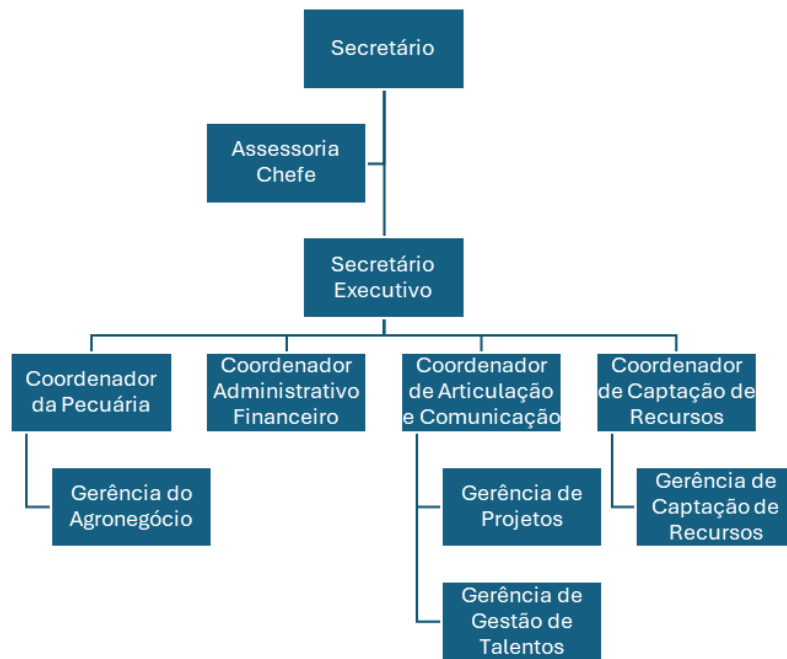 Secretário
Assessoria
Chefe
Secretário
Executivo
Coordenador
da Pecuária
Coordenador
Administrativo
Financeiro
Coordenador
de Articulação
e Comunicação
Coordenador
de Captação de
Recursos
Gerência do
Agronegócio
Gerência de
Projetos
Gerência de
Captação de
Recursos
Gerência de
Gestão de
Talentos